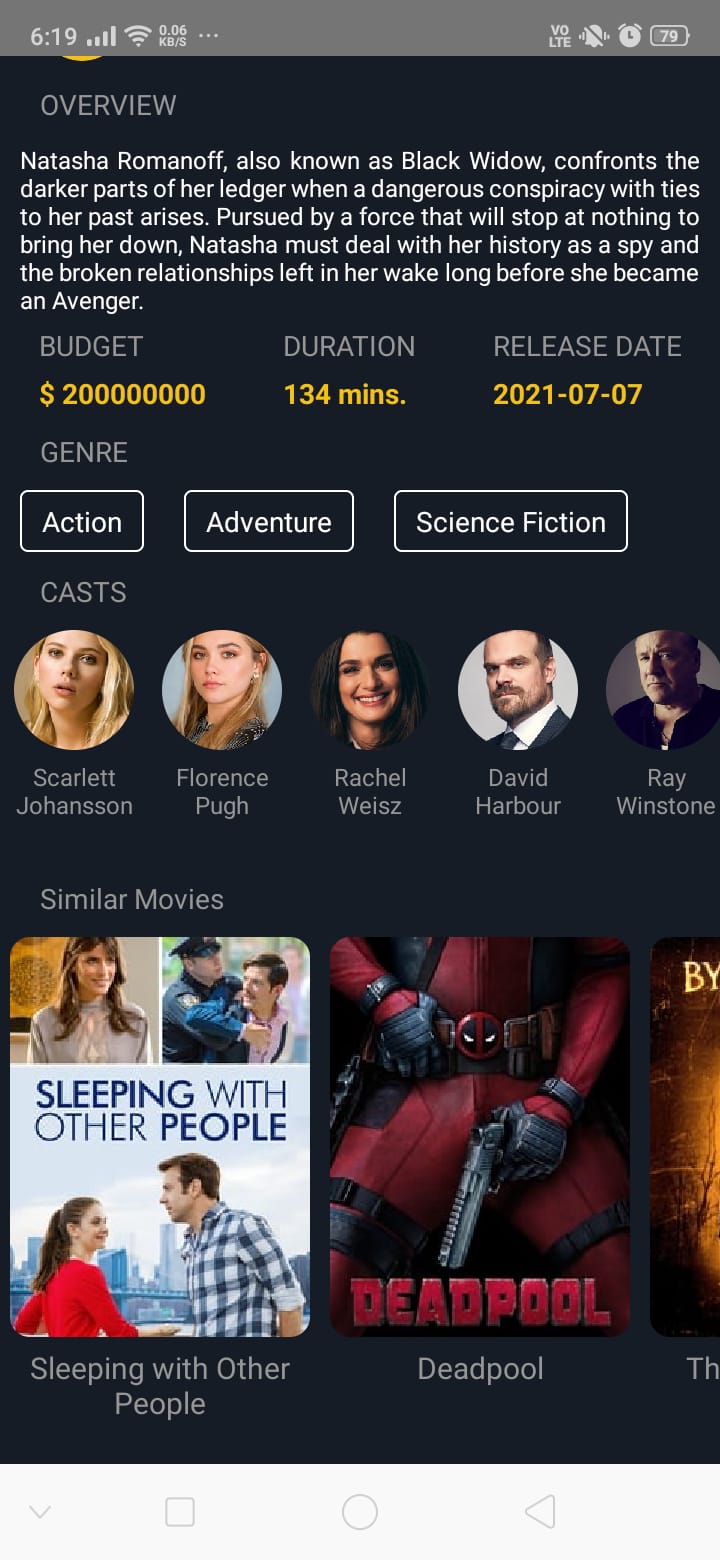 6:19 0.06 KB/S ... VO LTE 79
OVERVIEW
Natasha Romanoff, also known as Black Widow, confronts the
darker parts of her ledger when a dangerous conspiracy with ties
to her past arises. Pursued by a force that will stop at nothing to
bring her down, Natasha must deal with her history as a spy and
the broken relationships left in her wake long before she became
an Avenger.
BUDGET DURATION RELEASE DATE
$ 200000000 134 mins. 2021-07-07
GENRE
Action Adventure Science Fiction
CASTS
Scarlett
Johansson
Florence
Pugh
Rachel
Weisz
David
Harbour
Ray
Winstone
Similar Movies
SLEEPING WITH
OTHER PEOPLE
DEADPOOL
BY
Sleeping with Other
People
Deadpool
Th